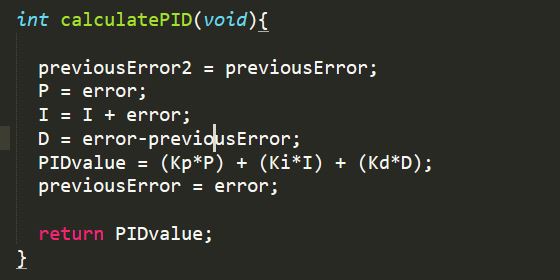 int calculatePID(void){
previousError2 = previousError;
P = error;
I = I + error;
D = error-previousError;
PIDvalue = (Kp*P) + (Ki*I) + (Kd*D);
previousError = error;
return PIDvalue;
}